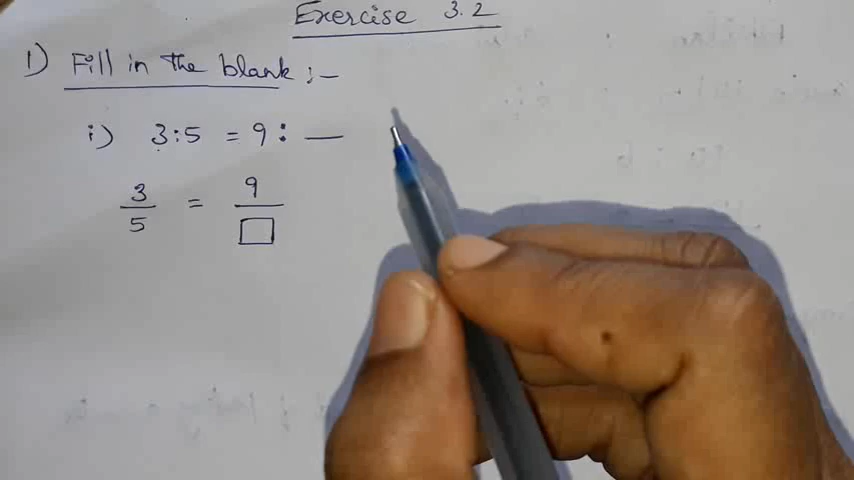 Exercise 3.2
1) Fill in the blank :-
i) 3:5 = 9: —
3/5 = 9/□